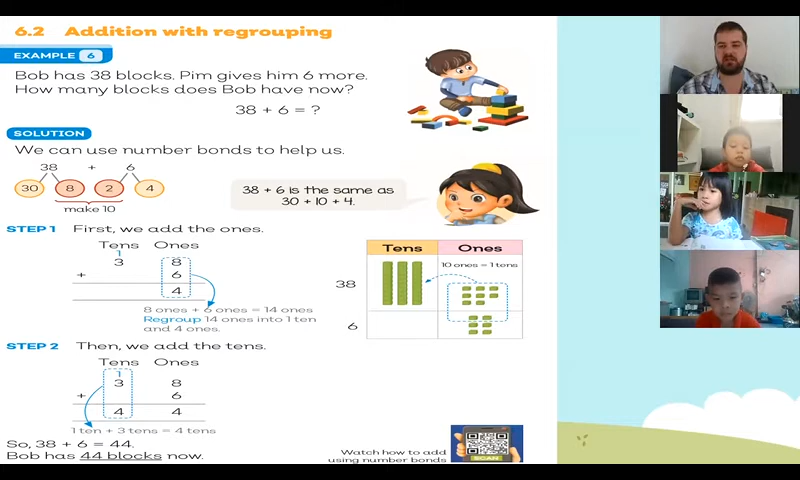 6.2 Addition with regrouping
EXAMPLE 6
Bob has 38 blocks. Pim gives him 6 more.
How many blocks does Bob have now?
38 + 6 = ?
SOLUTION
We can use number bonds to help us.
38 + 6
30 8 2 4
make 10
38 + 6 is the same as
30 + 10 + 4.
STEP 1 First, we add the ones.
Tens Ones
1
3 8
+ 6
4
8 ones + 6 ones = 14 ones
Regroup 14 ones into 1 ten
and 4 ones.
Tens Ones
10 ones = 1 tens
38
6
STEP 2 Then, we add the tens.
Tens Ones
1
3 8
+ 6
4 4
1 ten + 3 tens = 4 tens
So, 38 + 6 = 44.
Bob has 44 blocks now.
Watch how to add
using number bonds
SCAN